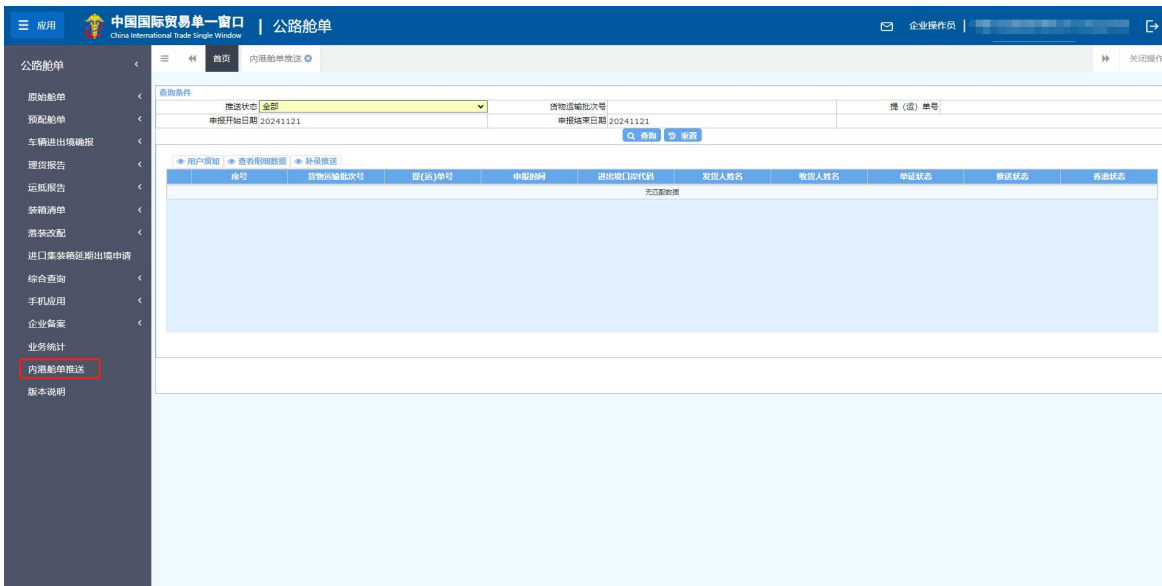 应用
中国国际贸易单一窗口
China International Trade Single Window
公路舱单
企业操作员
公路舱单
首页
内港舱单推送
关闭操作
原始舱单
预配舱单
车辆进出境确报
理货报告
运抵报告
装箱清单
落装改配
进口集装箱延期出境申请
综合查询
手机应用
企业备案
业务统计
内港舱单推送
版本说明
查询条件
推送状态 全部 货物运输批次号 提（运）单号
申报开始日期 20241121 申报结束日期 20241121
查询 重置
用户须知 查看明细数据 补录推送
序号 货物运输批次号 提(运)单号 申报时间 进出境口岸代码 发货人姓名 收货人姓名 单证状态 推送状态 香港状态
无匹配数据